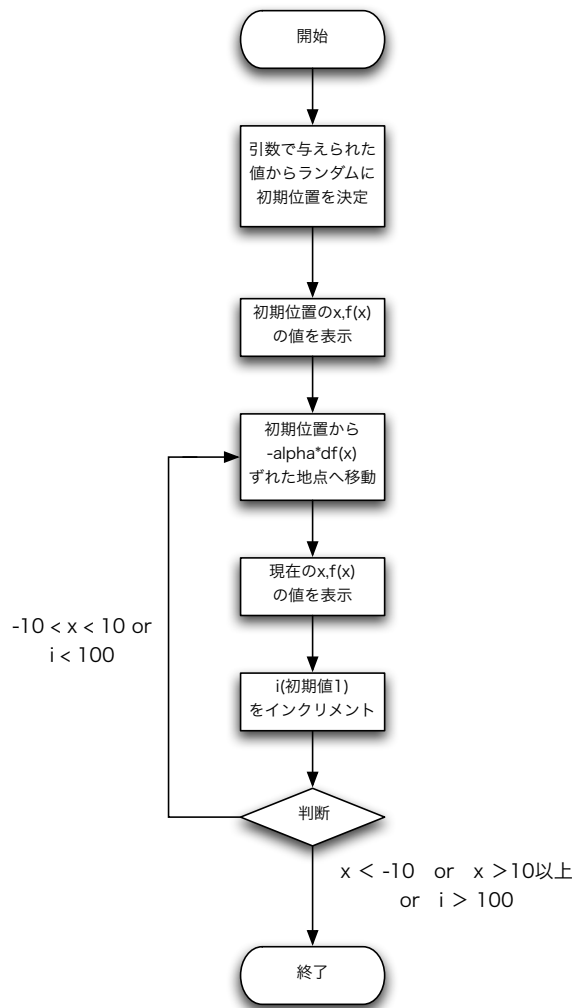 開始
引数で与えられた
値からランダムに
初期位置を決定
初期位置のx,f(x)
の値を表示
初期位置から
-alpha*df(x)
ずれた地点へ移動
現在のx,f(x)
の値を表示
-10 < x < 10 or
i < 100
i(初期値1)
をインクリメント
判断
x < -10 or x >10以上
or i > 100
終了